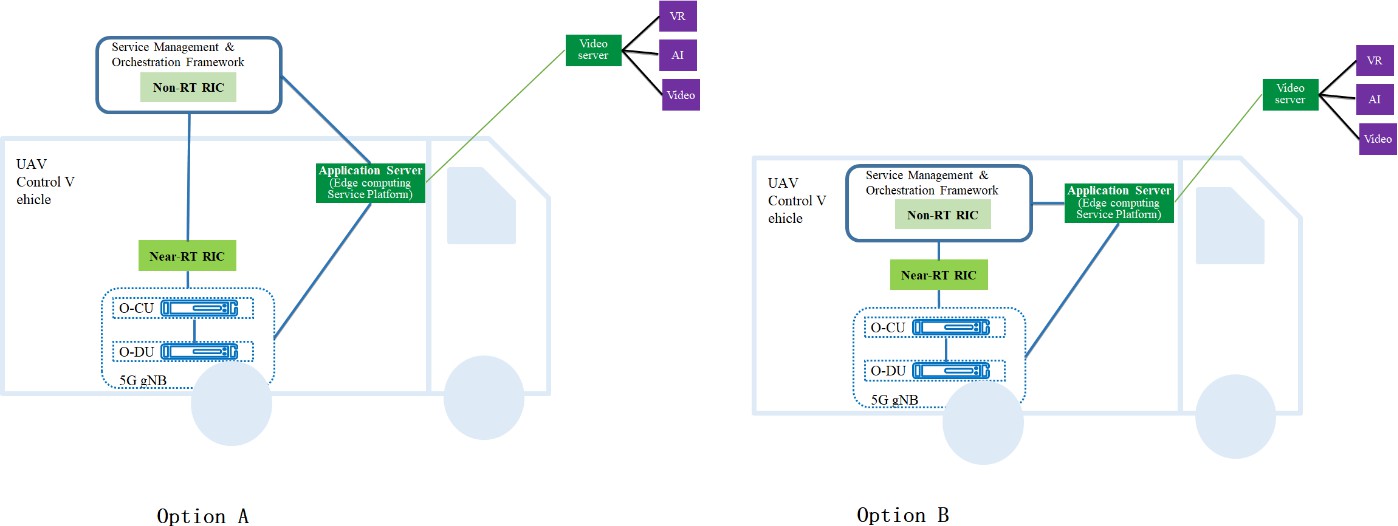 Service Management &
Orchestration Framework
Non-RT RIC
Video
server
VR
AI
Video
UAV
Control V
ehicle
Application Server
(Edge computing
Service Platform)
Near-RT RIC
O-CU
O-DU
5G gNB
Option A
Service Management &
Orchestration Framework
Non-RT RIC
Video
server
VR
AI
Video
UAV
Control V
ehicle
Application Server
(Edge computing
Service Platform)
Near-RT RIC
O-CU
O-DU
5G gNB
Option B